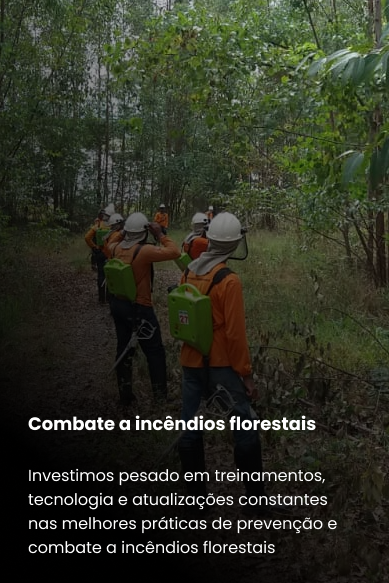 Combate a incêndios florestais
Investimos pesado em treinamentos,
tecnologia e atualizações constantes
nas melhores práticas de prevenção e
combate a incêndios florestais